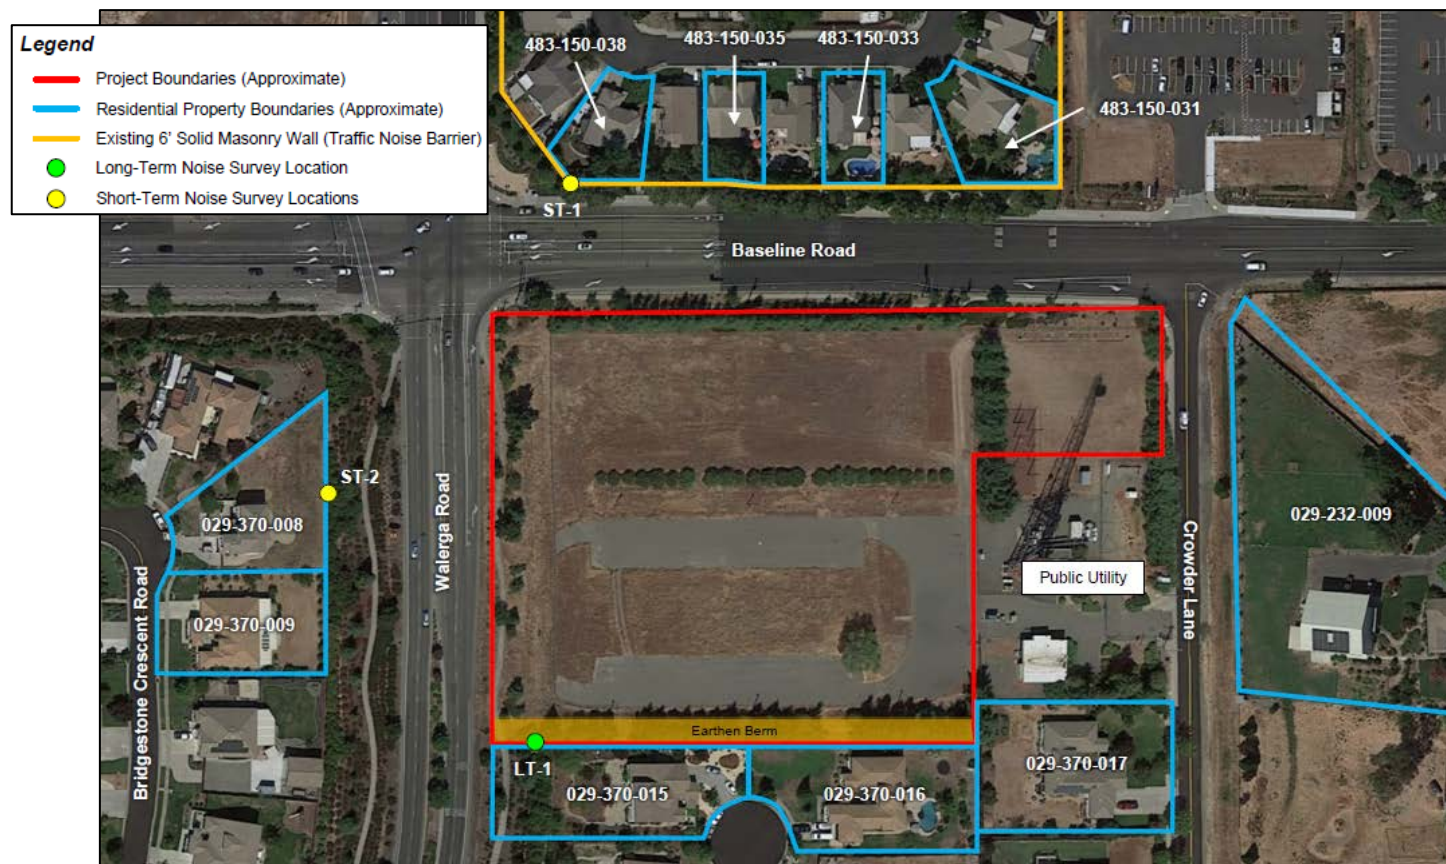 Legend
Project Boundaries (Approximate)
Residential Property Boundaries (Approximate)
Existing 6' Solid Masonry Wall (Traffic Noise Barrier)
Long-Term Noise Survey Location
Short-Term Noise Survey Locations
483-150-038
483-150-035
483-150-033
483-150-031
ST-1
Baseline Road
ST-2
Walerga Road
029-370-008
029-232-009
Public Utility
Crowder Lane
029-370-009
Bridgestone Crescent Road
Earthen Berm
LT-1
029-370-015
029-370-016
029-370-017